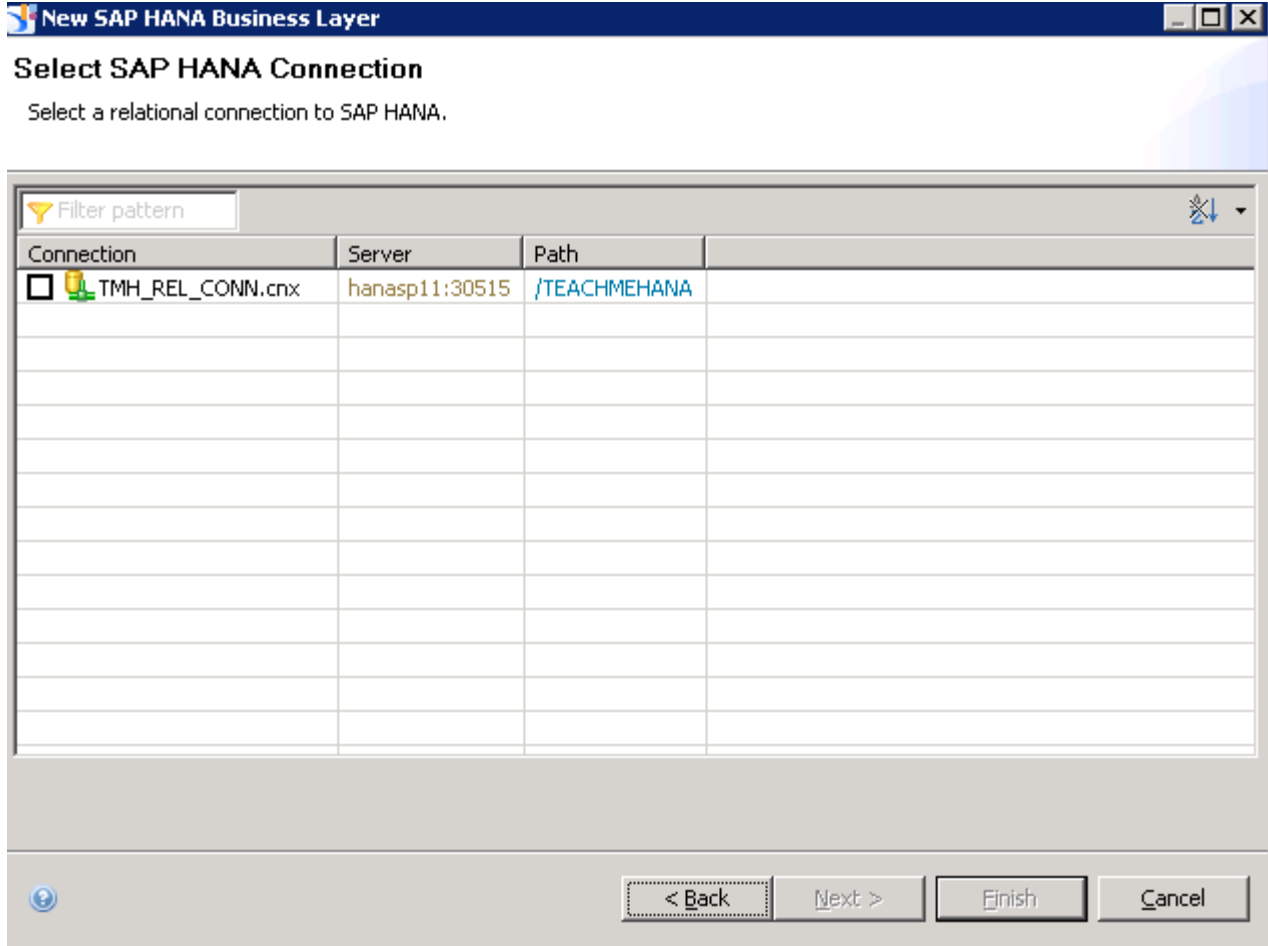 New SAP HANA Business Layer
Select SAP HANA Connection
Select a relational connection to SAP HANA.
Filter pattern
Connection Server Path
TMH_REL_CONN.cnx hanasp11:30515 /TEACHMEHANA
< Back Next > Finish Cancel